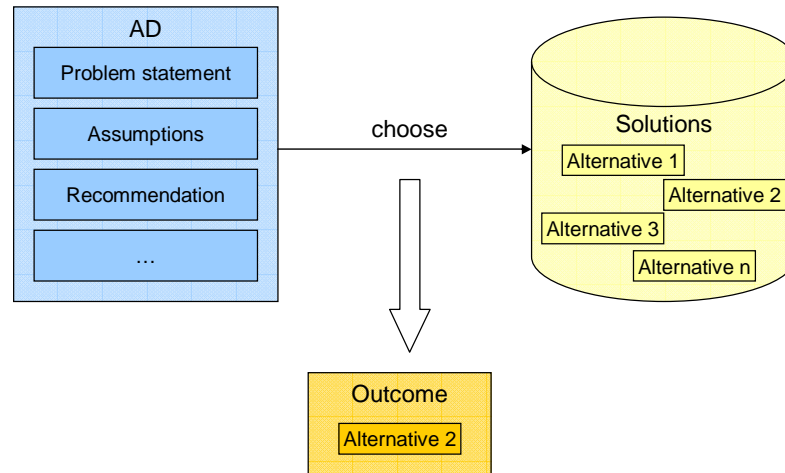 AD
Problem statement
Assumptions
Recommendation
…
choose
Solutions
Alternative 1
Alternative 2
Alternative 3
Alternative n
Outcome
Alternative 2